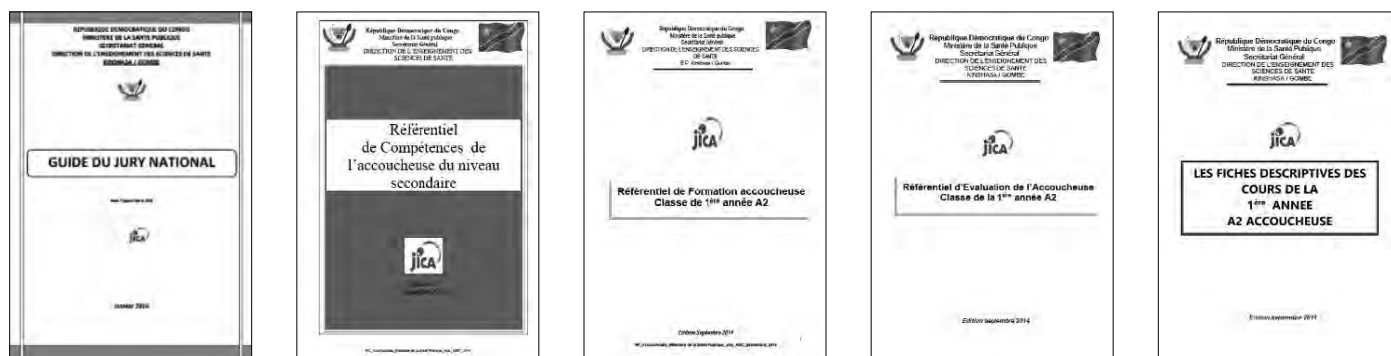 REPUBLIQUE DEMOCRATIQUE DU CONGO
MINISTERE DE LA SANTE PUBLIQUE
SECRETARIAT GENERAL
DIRECTION DE L'ENSEIGNEMENT DES SCIENCES DE SANTE
KINSHASA / GOMBE
GUIDE DU JURY NATIONAL
jica
Janvier 2014
République Démocratique du Congo
Ministère de la Santé publique
Secrétariat Général
DIRECTION DE L'ENSEIGNEMENT DES
SCIENCES DE SANTE
Référentiel
de Compétences de
l'accoucheuse du niveau
secondaire
jica
République Démocratique du Congo
Ministère de la Santé publique
Secrétariat Général
DIRECTION DE L'ENSEIGNEMENT DES SCIENCES
DE SANTE
B.P. Kinshasa / Gombe
jica
Référentiel de Formation accoucheuse
Classe de 1ère année A2
Edition Septembre 2014
République Démocratique du Congo
Ministère de la Santé Publique
Secrétariat Général
DIRECTION DE L'ENSEIGNEMENT DES
SCIENCES DE SANTE
KINSHASA / GOMBE
jica
Référentiel d'Evaluation de l'Accoucheuse
Classe de la 1ère année A2
Edition septembre 2014
République Démocratique du Congo
Ministère de la Santé Publique
Secrétariat Général
DIRECTION DE L'ENSEIGNEMENT DES
SCIENCES DE SANTE
KINSHASA / GOMBE
jica
LES FICHES DESCRIPTIVES DES
COURS DE LA
1ère ANNEE
A2 ACCOUCHEUSE
Edition septembre 2014